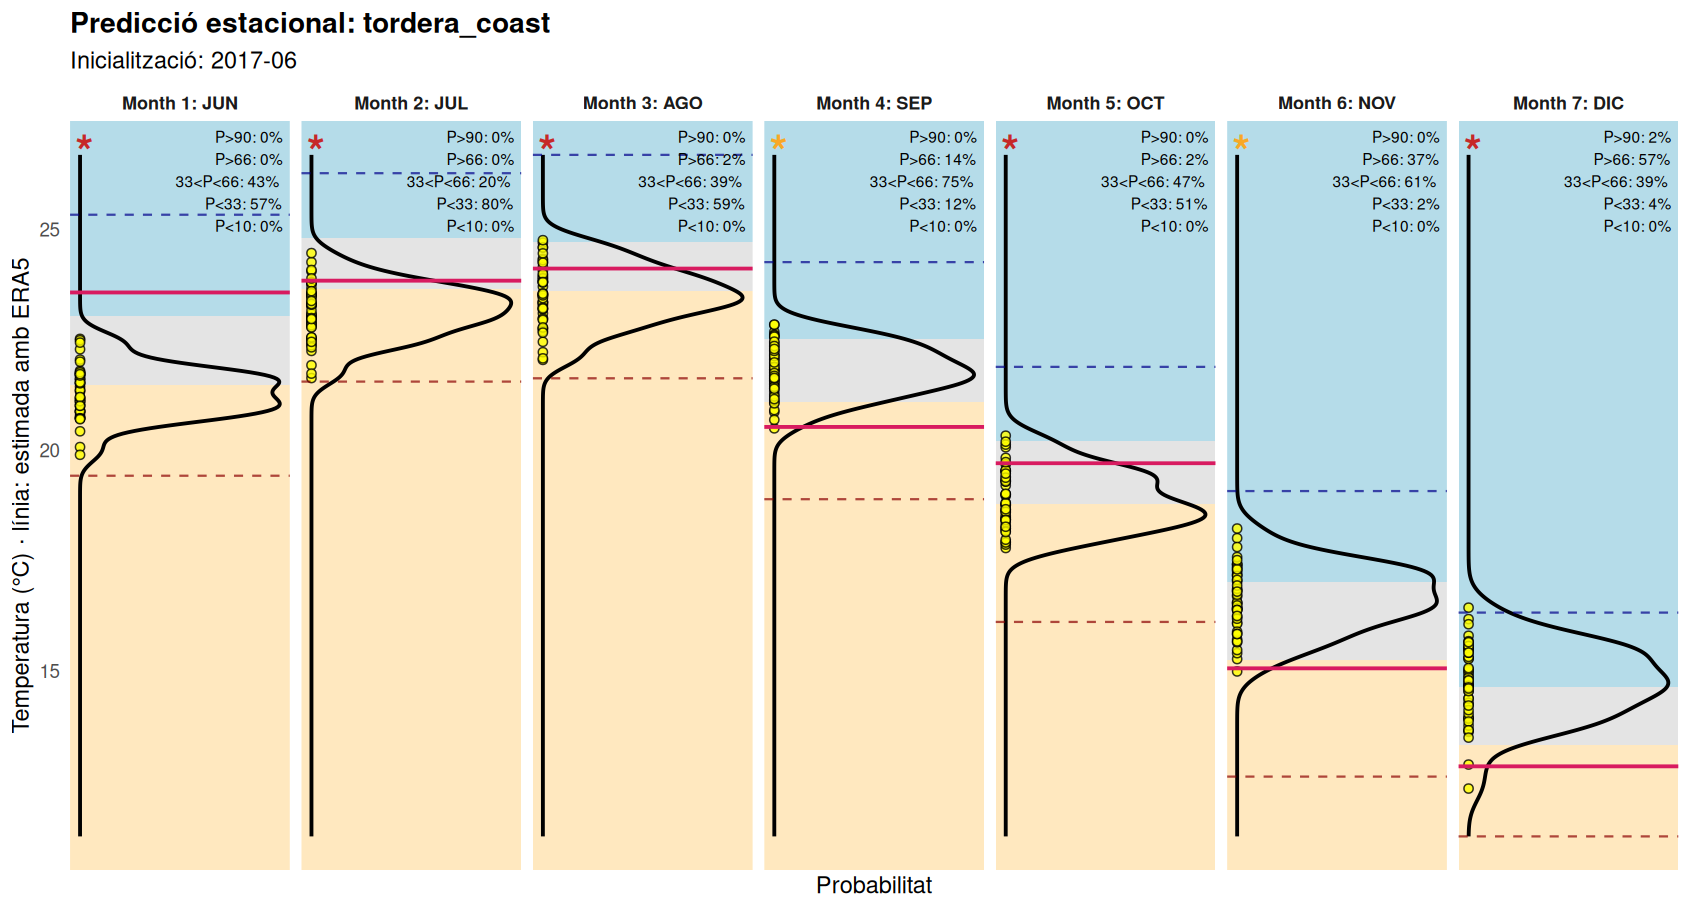 Predicció estacional: tordera_coast
Inicialització: 2017-06
Month 1: JUN
Month 2: JUL
Month 3: AGO
Month 4: SEP
Month 5: OCT
Month 6: NOV
Month 7: DIC
P>90: 0%
P>66: 0%
33<P<66: 43%
P<33: 57%
P<10: 0%
P>90: 0%
P>66: 0%
33<P<66: 20%
P<33: 80%
P<10: 0%
P>90: 0%
P>66: 2%
33<P<66: 39%
P<33: 59%
P<10: 0%
P>90: 0%
P>66: 14%
33<P<66: 75%
P<33: 12%
P<10: 0%
P>90: 0%
P>66: 2%
33<P<66: 47%
P<33: 51%
P<10: 0%
P>90: 0%
P>66: 37%
33<P<66: 61%
P<33: 2%
P<10: 0%
P>90: 2%
P>66: 57%
33<P<66: 39%
P<33: 4%
P<10: 0%
25
20
15
Temperatura (°C) · línia: estimada amb ERA5
Probabilitat